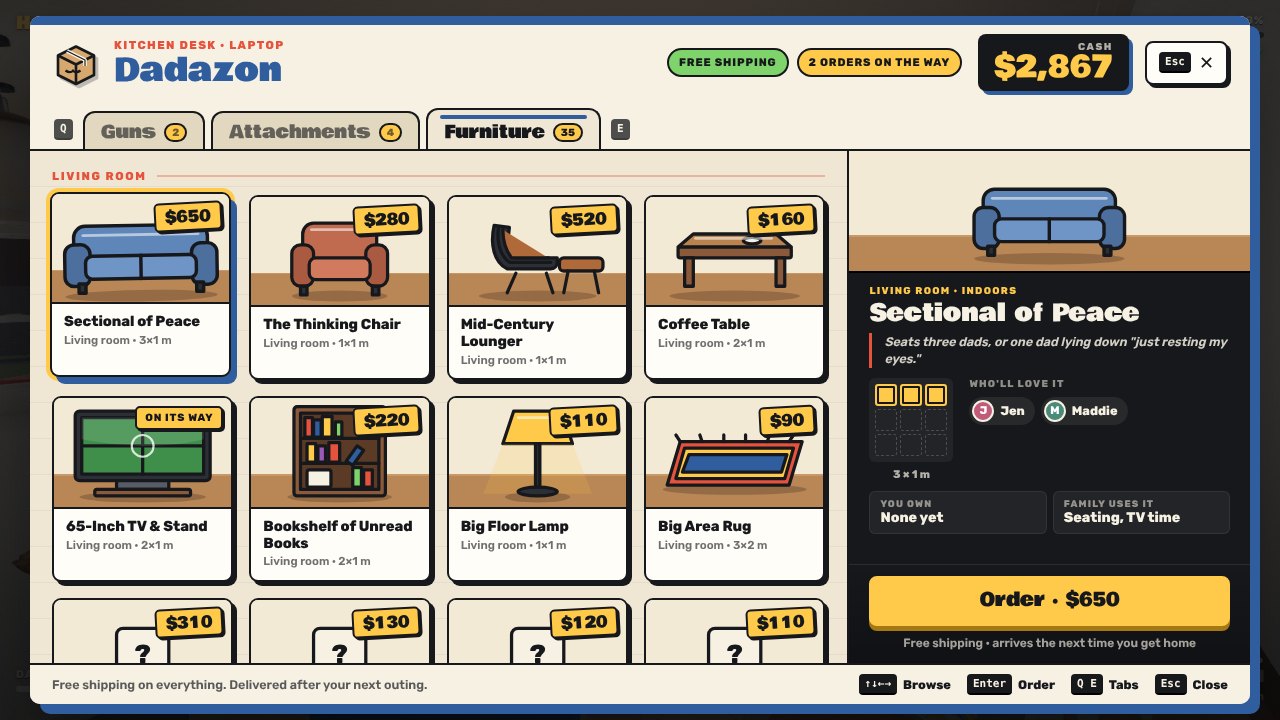 KITCHEN DESK • LAPTOP
Dadazon
FREE SHIPPING
2 ORDERS ON THE WAY
CASH
$2,867
Esc ✕
Q
Guns 2
Attachments 4
Furniture 35
E
LIVING ROOM
$650
Sectional of Peace
Living room • 3×1 m
$280
The Thinking Chair
Living room • 1×1 m
$520
Mid-Century
Lounger
Living room • 1×1 m
$160
Coffee Table
Living room • 2×1 m
ON ITS WAY
65-Inch TV & Stand
Living room • 2×1 m
$220
Bookshelf of Unread
Books
Living room • 2×1 m
$110
Big Floor Lamp
Living room • 1×1 m
$90
Big Area Rug
Living room • 3×2 m
$310
?
$130
?
$120
?
$110
?
LIVING ROOM • INDOORS
Sectional of Peace
Seats three dads, or one dad lying down "just resting my
eyes."
3 × 1 m
WHO'LL LOVE IT
J Jen
M Maddie
YOU OWN
None yet
FAMILY USES IT
Seating, TV time
Order · $650
Free shipping • arrives the next time you get home
Free shipping on everything. Delivered after your next outing.
↑↓←→ Browse
Enter Order
Q E Tabs
Esc Close